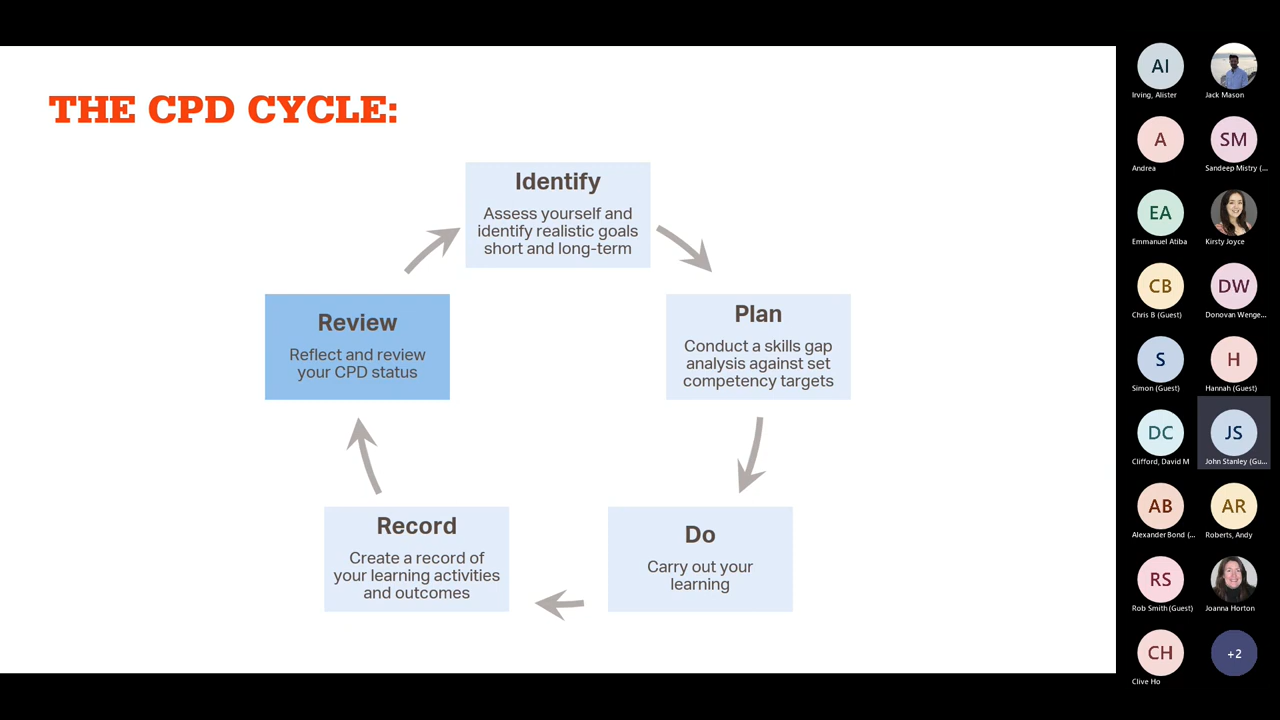 THE CPD CYCLE:
Identify
Assess yourself and
identify realistic goals
short and long-term
Plan
Conduct a skills gap
analysis against set
competency targets
Do
Carry out your
learning
Record
Create a record of
your learning activities
and outcomes
Review
Reflect and review
your CPD status
AI
Irving, Alister
Jack Mason
A
Andrea
SM
Sandeep Mistry (...
EA
Emmanuel Atiba
Kirsty Joyce
CB
Chris B (Guest)
DW
Donovan Wenge...
S
Simon (Guest)
H
Hannah (Guest)
DC
Clifford, David M
JS
John Stanley (Gu...
AB
Alexander Bond (...
AR
Roberts, Andy
RS
Rob Smith (Guest)
Joanna Horton
CH
Clive Ho
+2